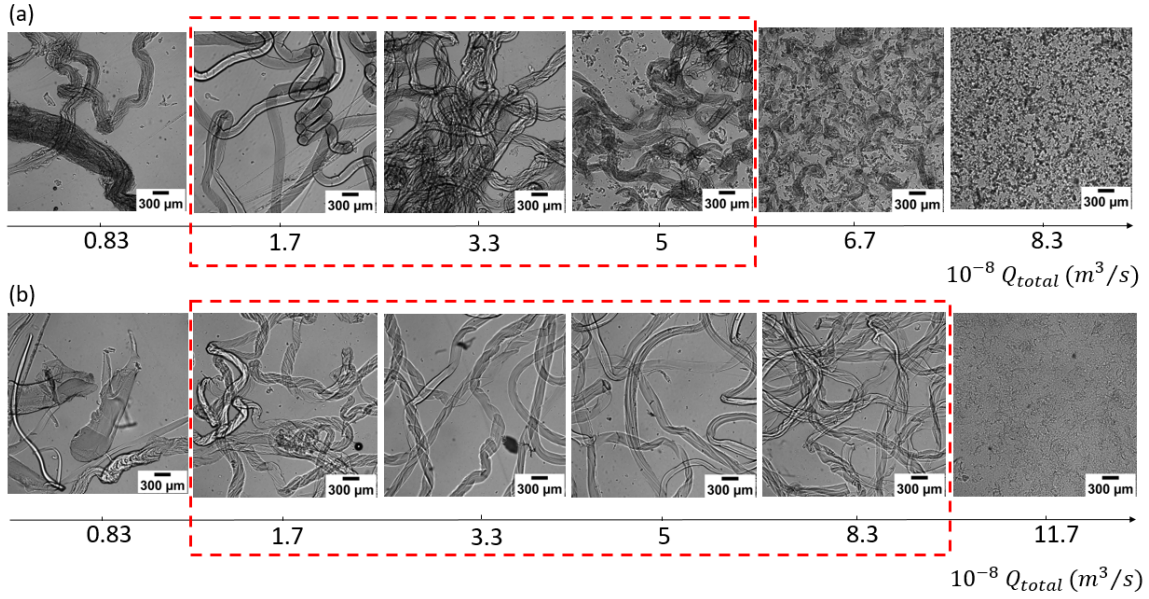 (a)
300 µm 300 µm 300 µm 300 µm 300 µm 300 µm
0.83 1.7 3.3 5 6.7 8.3
10⁻⁸ Q_total (m³/s)
(b)
300 µm 300 µm 300 µm 300 µm 300 µm 300 µm
0.83 1.7 3.3 5 8.3 11.7
10⁻⁸ Q_total (m³/s)